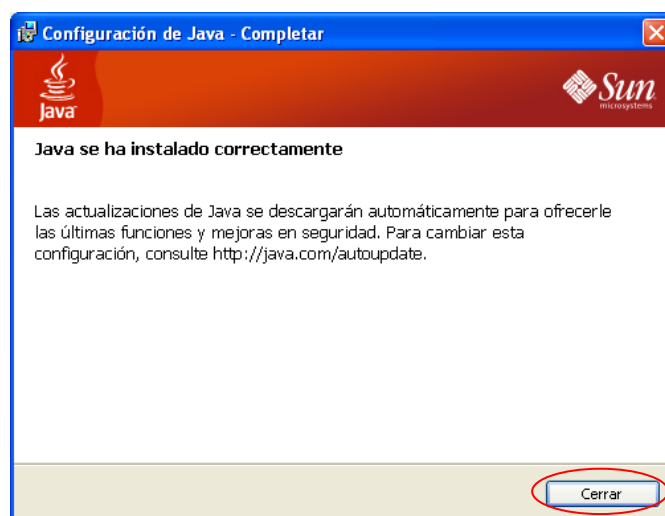 Configuración de Java - Completar
Java
Sun
microsystems
Java se ha instalado correctamente
Las actualizaciones de Java se descargarán automáticamente para ofrecerle
las últimas funciones y mejoras en seguridad. Para cambiar esta
configuración, consulte http://java.com/autoupdate.
Cerrar